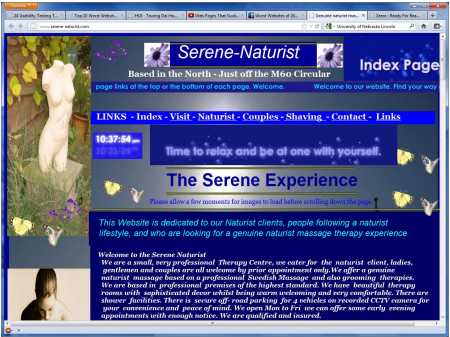 24 Usability Testing T...
Top 10 Worst Websit...
Web Pages That Suck...
Worst Websites of 20...
Genuine naturist mas...
www.serene-naturist.com
University of Nebraska Lincoln
Serene-Naturist
Index Page
Based in the North - Just off the M60 Circular
page links at the top or the bottom of each page. Welcome.
Welcome to our website. Find your way
LINKS - Index - Visit - Naturist - Couples - Shaving - Contact - Links
10:37:54 pm
Time to relax and be at one with yourself.
The Serene Experience
Please allow a few moments for images to load before scrolling down the page.
This Website is dedicated to our Naturist clients, people following a naturist
lifestyle, and who are looking for a genuine naturist massage therapy experience
Welcome to the Serene Naturist
We are a small, very professional Therapy Centre, we cater for the naturist client, ladies,
gentlemen and couples are all welcome by prior appointment only.We offer a genuine
naturist massage based on a professional Swedish Massage and also grooming therapies.
We are based in professional premises of the highest standard. We have beautiful therapy
rooms with sophisticated decor whilst being warm welcoming and very comfortable. There are
shower facilities. There is secure off- road parking for 4 vehicles on recorded CCTV camera for
your convenience and peace of mind. We open Mon to Fri we can offer some early evening
appointments with enough notice. We are qualified and insured.